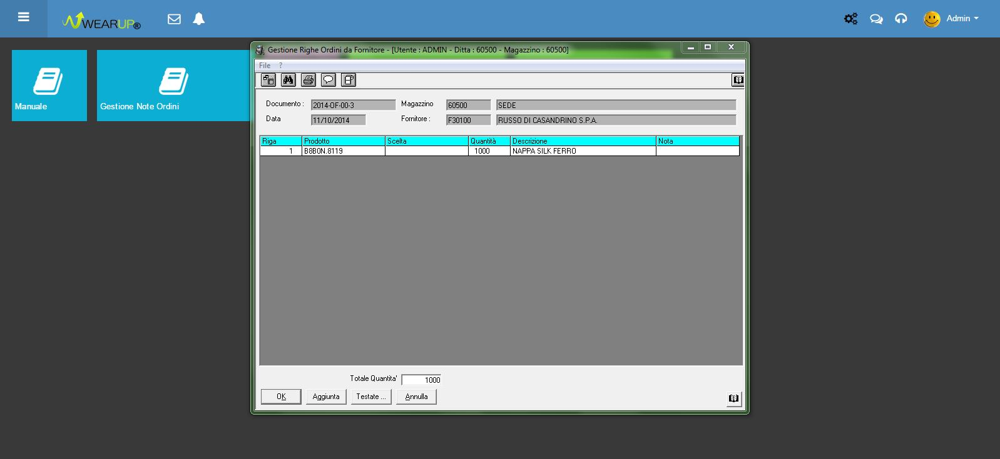 WEARUP®
Admin
Manuale
Gestione Note Ordini
Gestione Righe Ordini da Fornitore - [Utente : ADMIN - Ditta : 60500 - Magazzino : 60500]
File ?
Documento : 2014-OF-00-3 Magazzino 60500 SEDE
Data 11/10/2014 Fornitore : F30100 RUSSO DI CASANDRINO S.P.A.
Riga Prodotto Scelta Quantità Descrizione Nota
1 B8B0N.8119 1000 NAPPA SILK FERRO
Totale Quantita' 1000
OK Aggiunta Testate ... Annulla